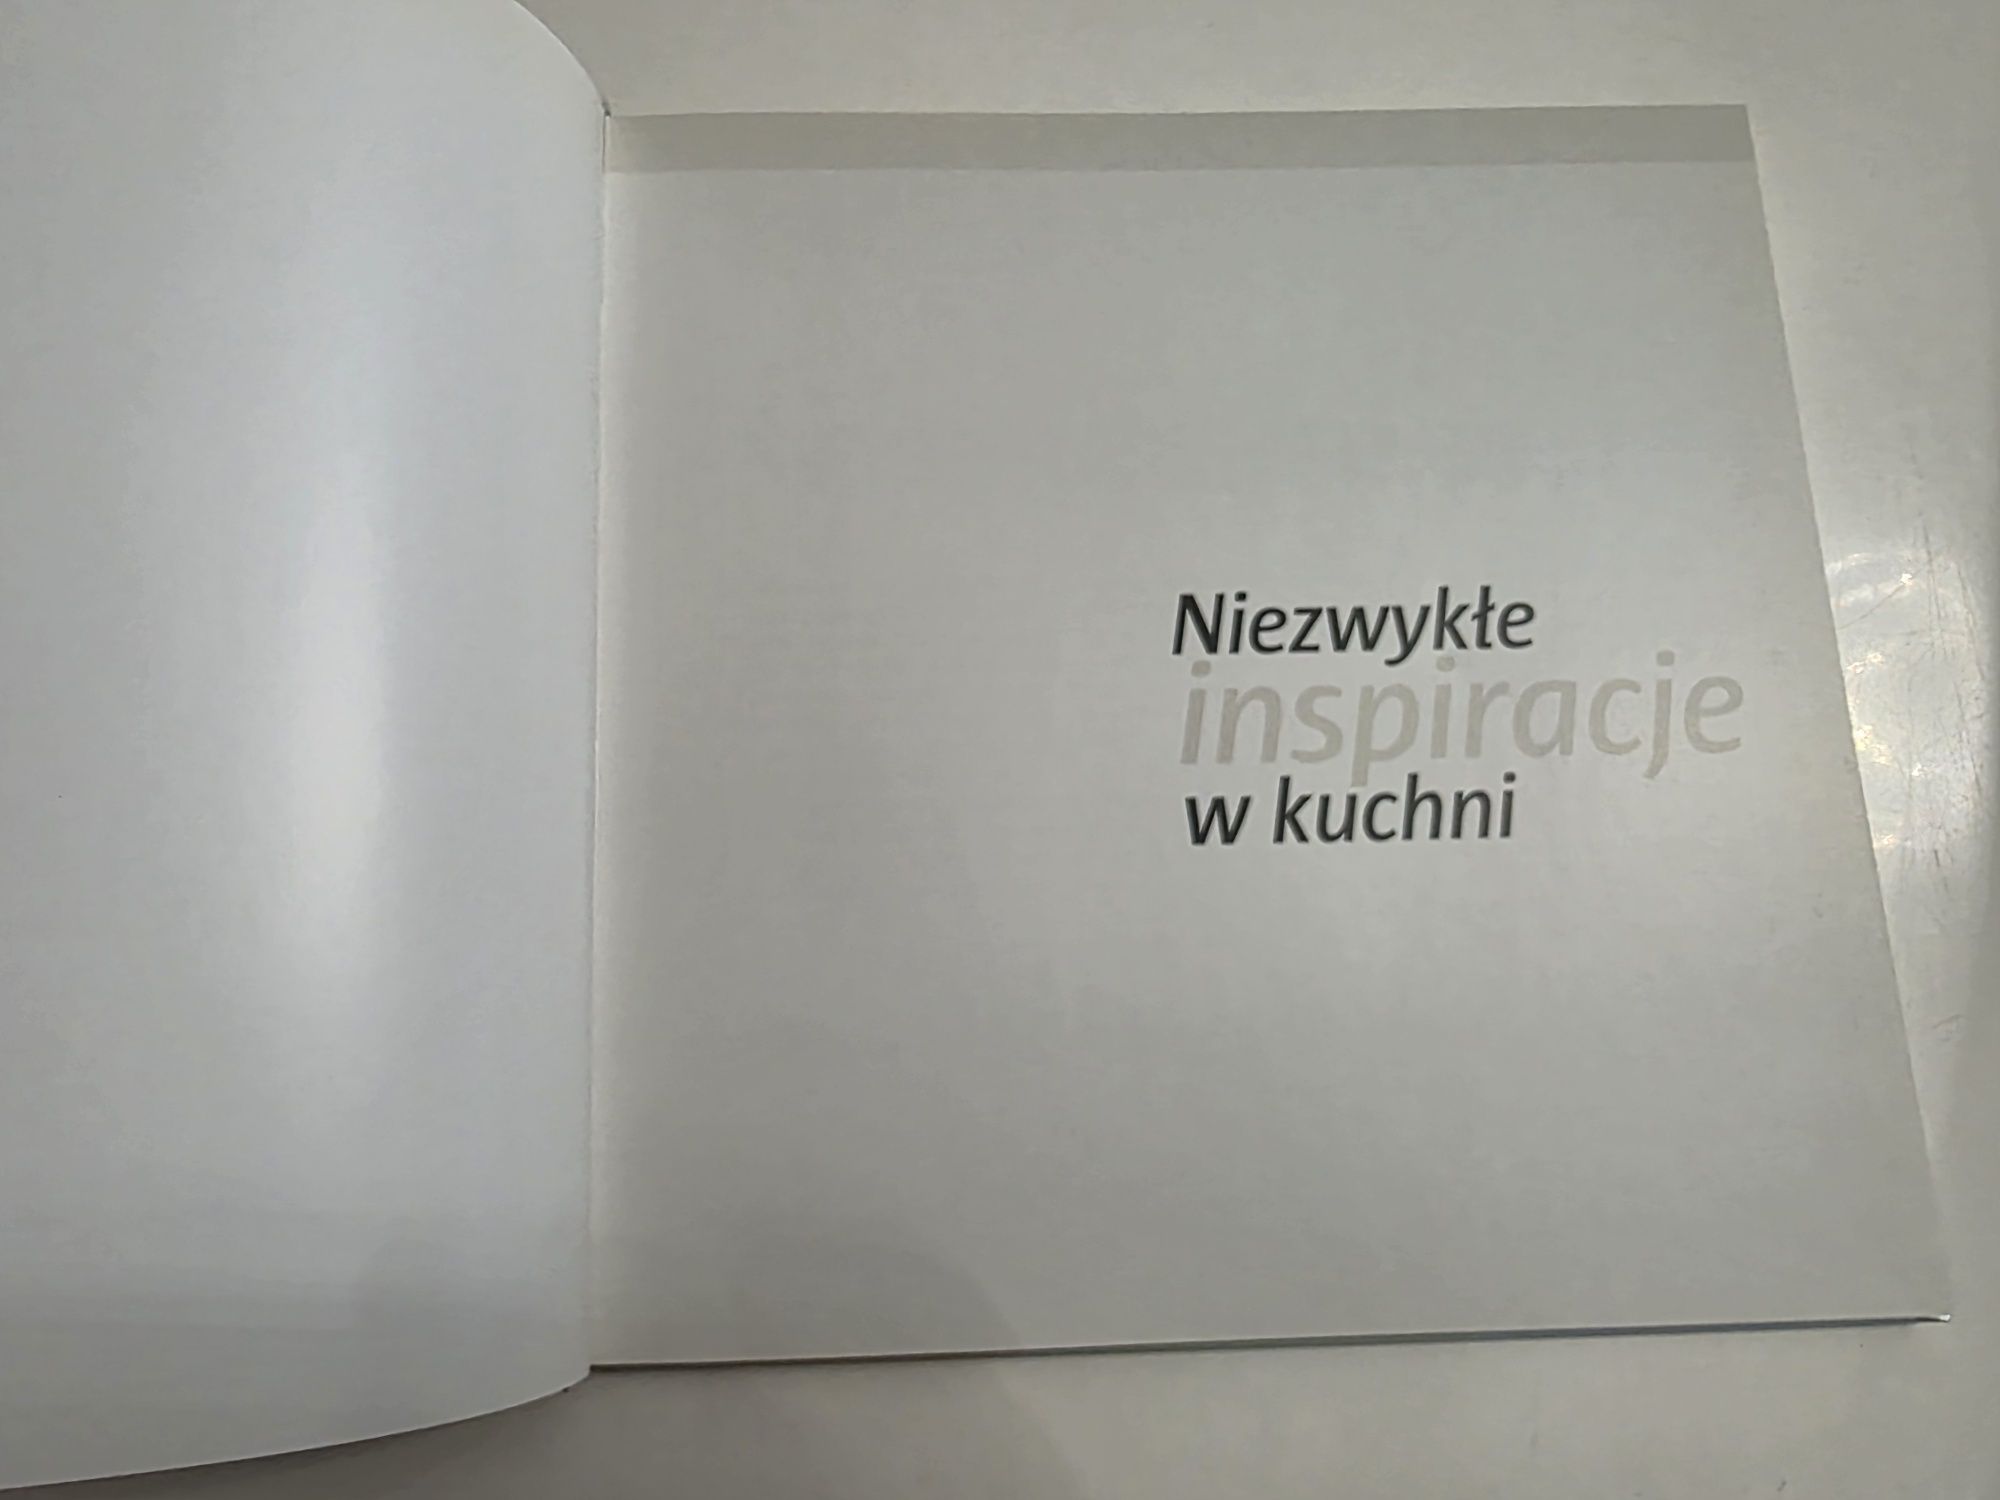 Niezwykłe
inspiracje
w kuchni